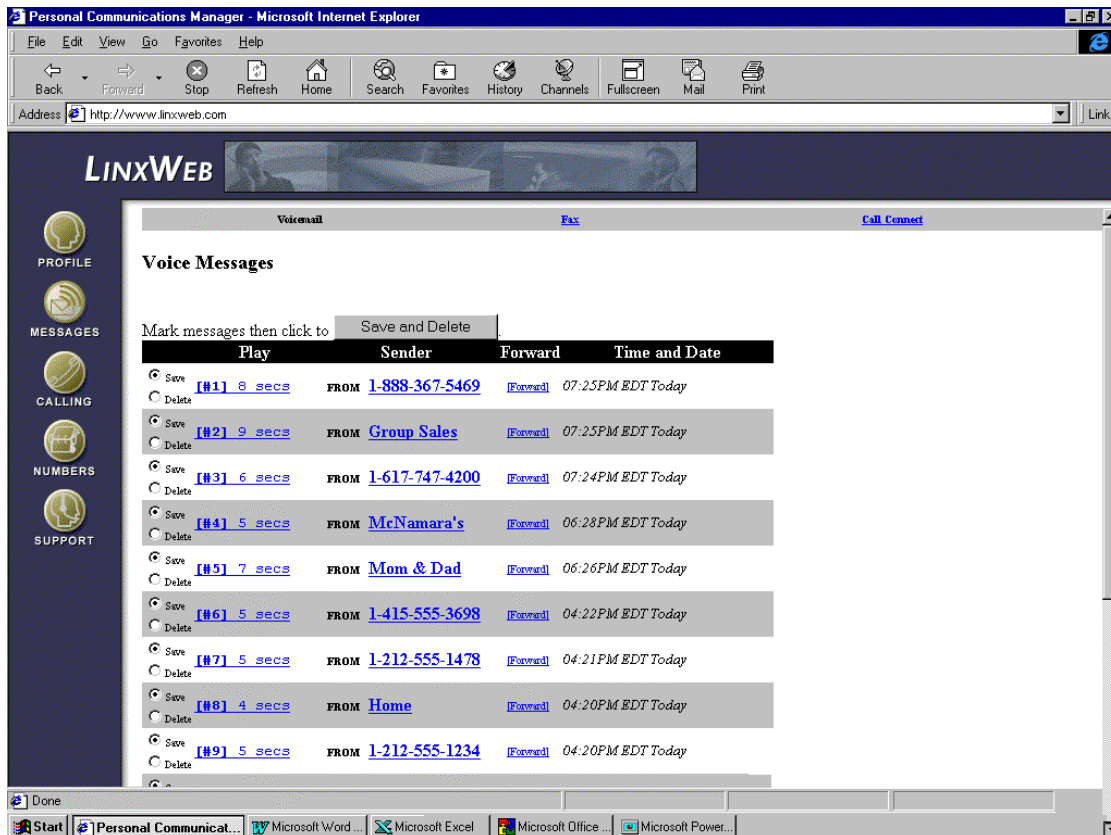 Personal Communications Manager - Microsoft Internet Explorer
File Edit View Go Favorites Help
Back Forward Stop Refresh Home Search Favorites History Channels Fullscreen Mail Print
Address http://www.linxweb.com Link
LINXWEB
PROFILE
MESSAGES
CALLING
NUMBERS
SUPPORT
Voicemail Fax Call Connect
Voice Messages
Mark messages then click to Save and Delete.
Play Sender Forward Time and Date
Save
Delete
[#1] 8 secs FROM 1-888-367-5469 [Forward] 07:25PM EDT Today
Save
Delete
[#2] 9 secs FROM Group Sales [Forward] 07:25PM EDT Today
Save
Delete
[#3] 6 secs FROM 1-617-747-4200 [Forward] 07:24PM EDT Today
Save
Delete
[#4] 5 secs FROM McNamara's [Forward] 06:28PM EDT Today
Save
Delete
[#5] 7 secs FROM Mom & Dad [Forward] 06:26PM EDT Today
Save
Delete
[#6] 5 secs FROM 1-415-555-3698 [Forward] 04:22PM EDT Today
Save
Delete
[#7] 5 secs FROM 1-212-555-1478 [Forward] 04:21PM EDT Today
Save
Delete
[#8] 4 secs FROM Home [Forward] 04:20PM EDT Today
Save
Delete
[#9] 5 secs FROM 1-212-555-1234 [Forward] 04:20PM EDT Today
Done
Start Personal Communicat... Microsoft Word ... Microsoft Excel Microsoft Office ... Microsoft Power...